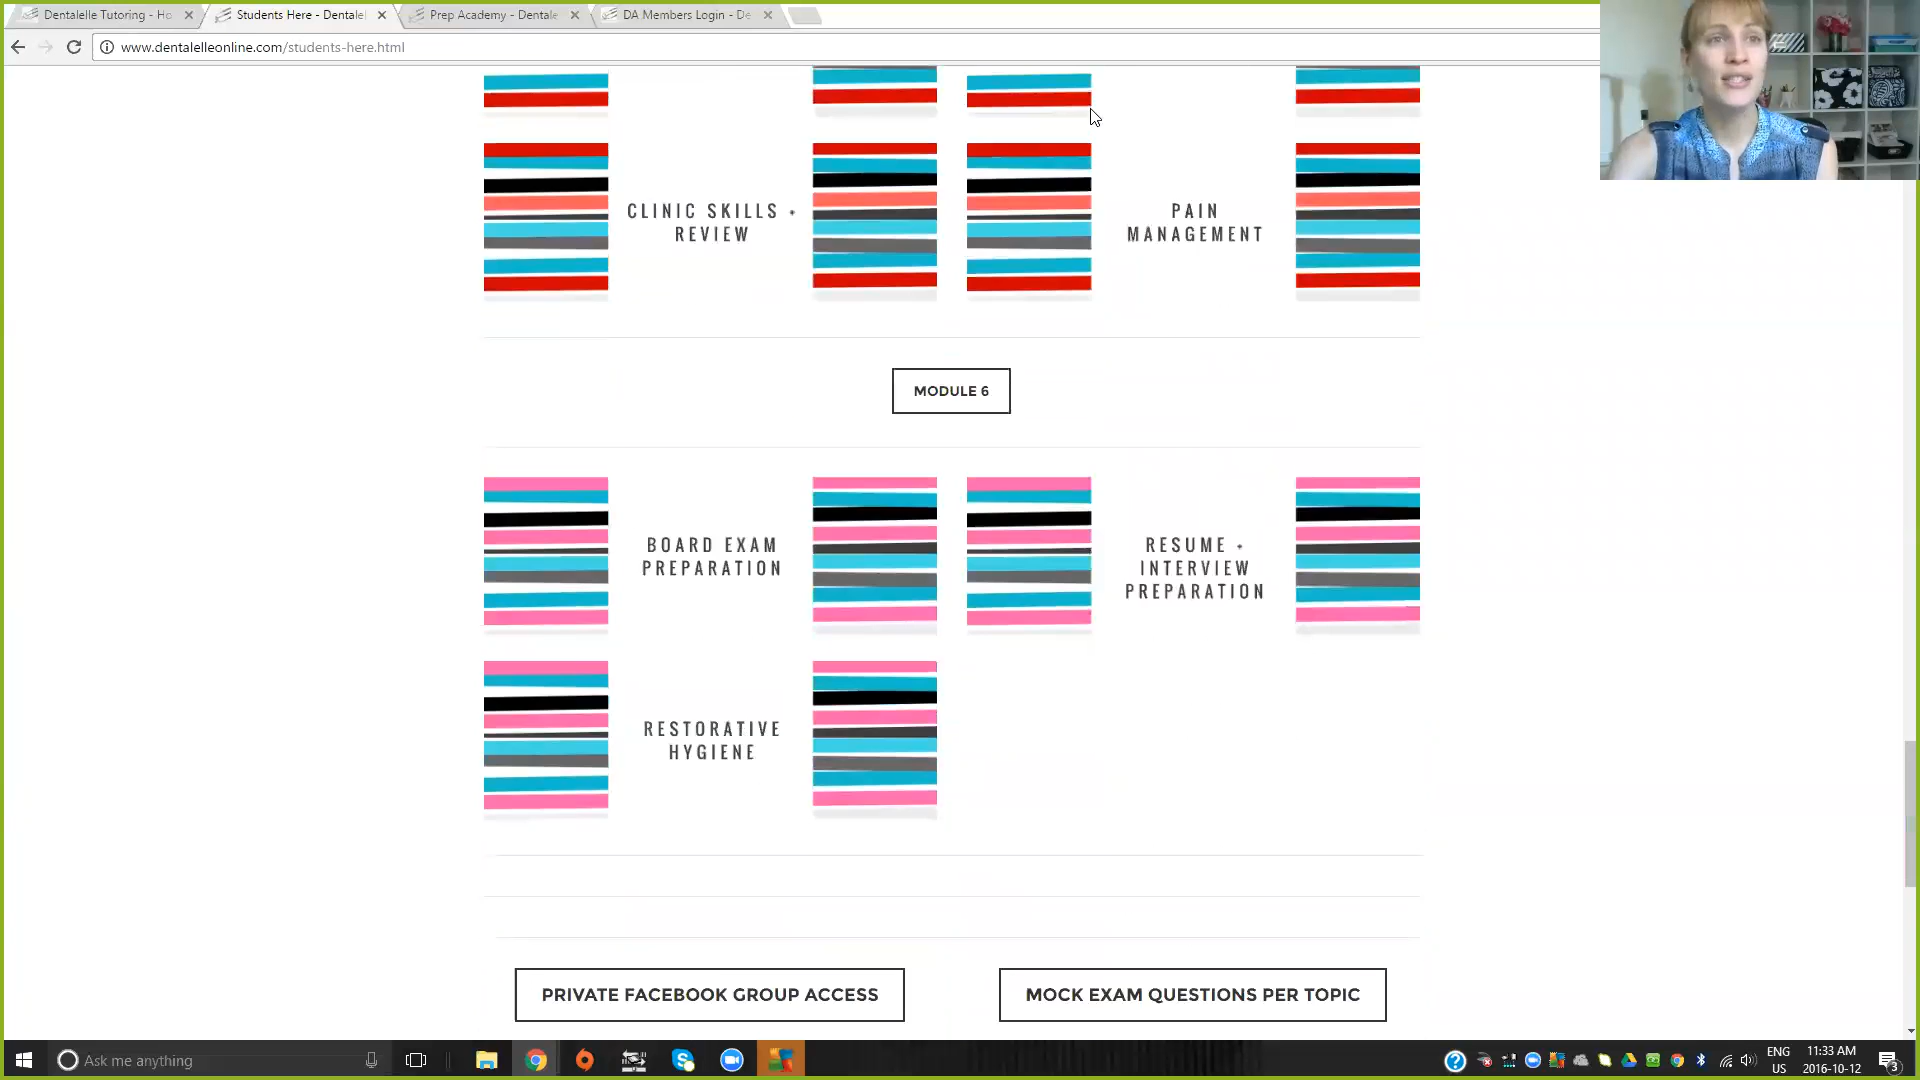 Dentalelle Tutoring - Ho
Students Here - Dentalel
Prep Academy - Dentale
DA Members Login - De
www.dentalelleonline.com/students-here.html
CLINIC SKILLS +
REVIEW
PAIN
MANAGEMENT
MODULE 6
BOARD EXAM
PREPARATION
RESUME +
INTERVIEW
PREPARATION
RESTORATIVE
HYGIENE
PRIVATE FACEBOOK GROUP ACCESS
MOCK EXAM QUESTIONS PER TOPIC
Ask me anything
ENG
US
11:33 AM
2016-10-12
3